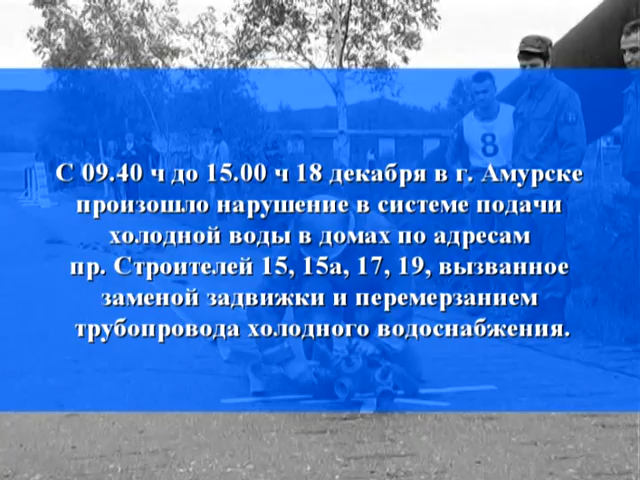 8
С 09.40 ч до 15.00 ч 18 декабря в г. Амурске
произошло нарушение в системе подачи
холодной воды в домах по адресам
пр. Строителей 15, 15а, 17, 19, вызванное
заменой задвижки и перемерзанием
трубопровода холодного водоснабжения.